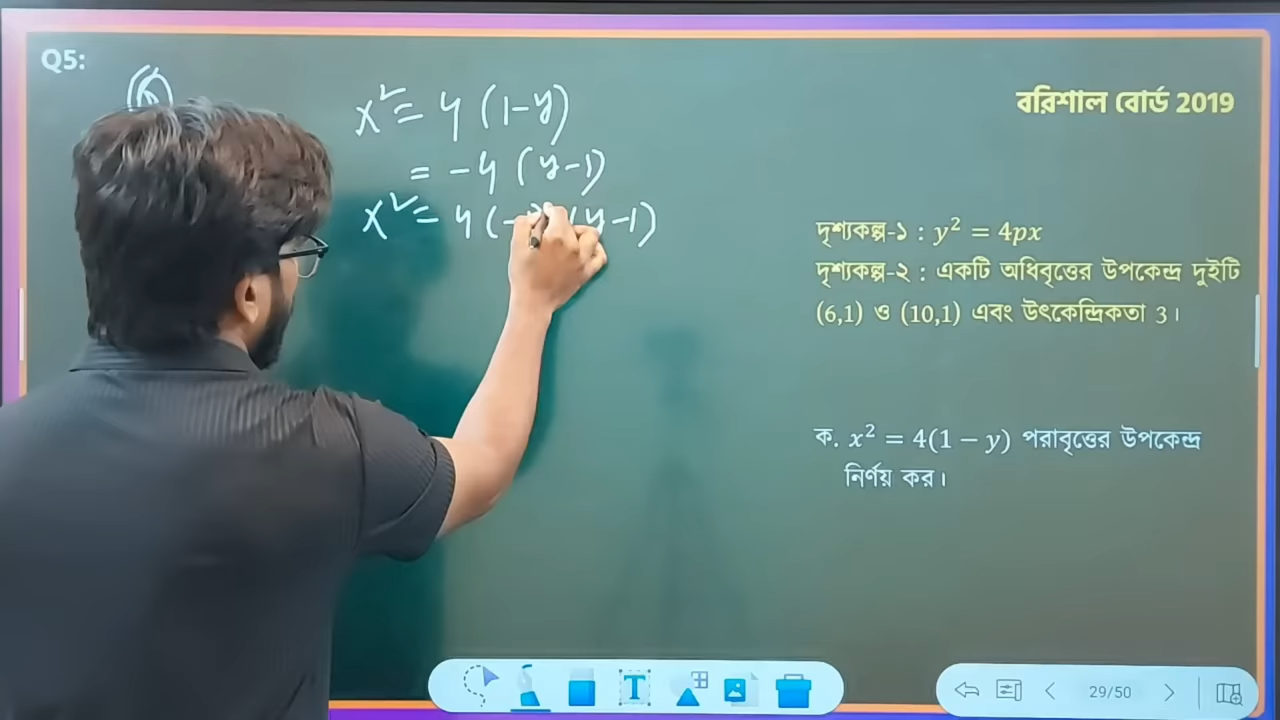 Q5:
x² = 4 (1-y)
= -4 (y-1)
x² = 4 (- (y-1)
বরিশাল বোর্ড 2019
দৃশ্যকল্প-১ : y² = 4px
দৃশ্যকল্প-২ : একটি অধিবৃত্তের উপকেন্দ্র দুইটি
(6,1) ও (10,1) এবং উৎকেন্দ্রিকতা 3।
ক. x² = 4(1 − y) পরাবৃত্তের উপকেন্দ্র
নির্ণয় কর।
T
29/50